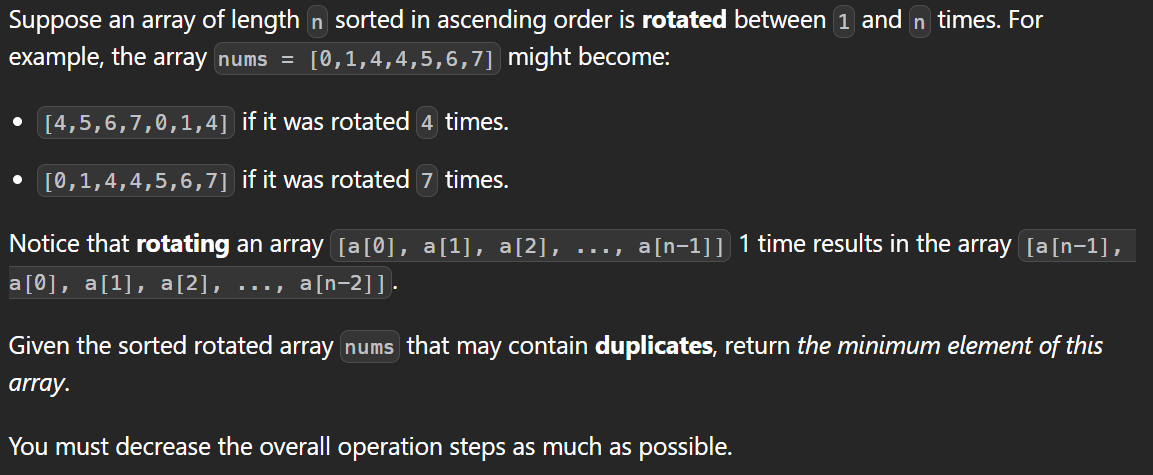 Suppose an array of length n sorted in ascending order is rotated between 1 and n times. For
example, the array nums = [0,1,4,4,5,6,7] might become:
• [4,5,6,7,0,1,4] if it was rotated 4 times.
• [0,1,4,4,5,6,7] if it was rotated 7 times.
Notice that rotating an array [a[0], a[1], a[2], ..., a[n-1]] 1 time results in the array [a[n-1],
a[0], a[1], a[2], ..., a[n-2]].
Given the sorted rotated array nums that may contain duplicates, return the minimum element of this
array.
You must decrease the overall operation steps as much as possible.